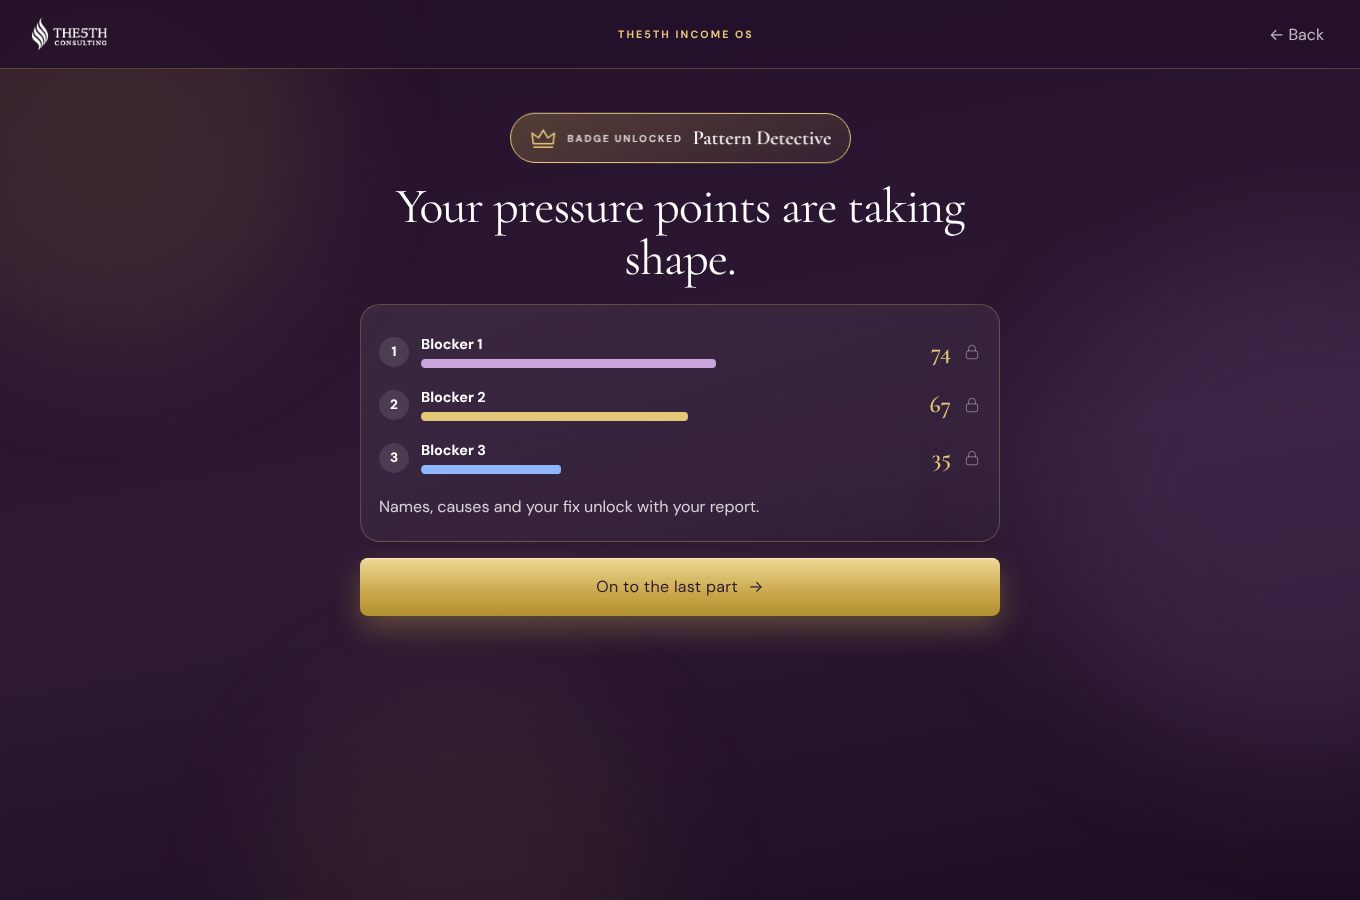 THE5TH
CONSULTING
THE5TH INCOME OS
← Back
BADGE UNLOCKED Pattern Detective
Your pressure points are taking
shape.
1 Blocker 1 74
2 Blocker 2 67
3 Blocker 3 35
Names, causes and your fix unlock with your report.
On to the last part →